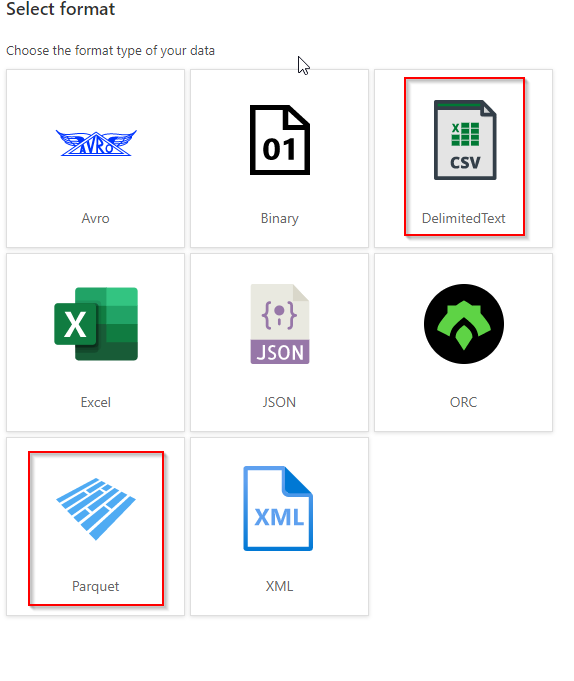 Select format
Choose the format type of your data
AVRO
01
X
CSV
Avro
Binary
DelimitedText
X
{ }
JSON
Excel
JSON
ORC
XML
Parquet
XML